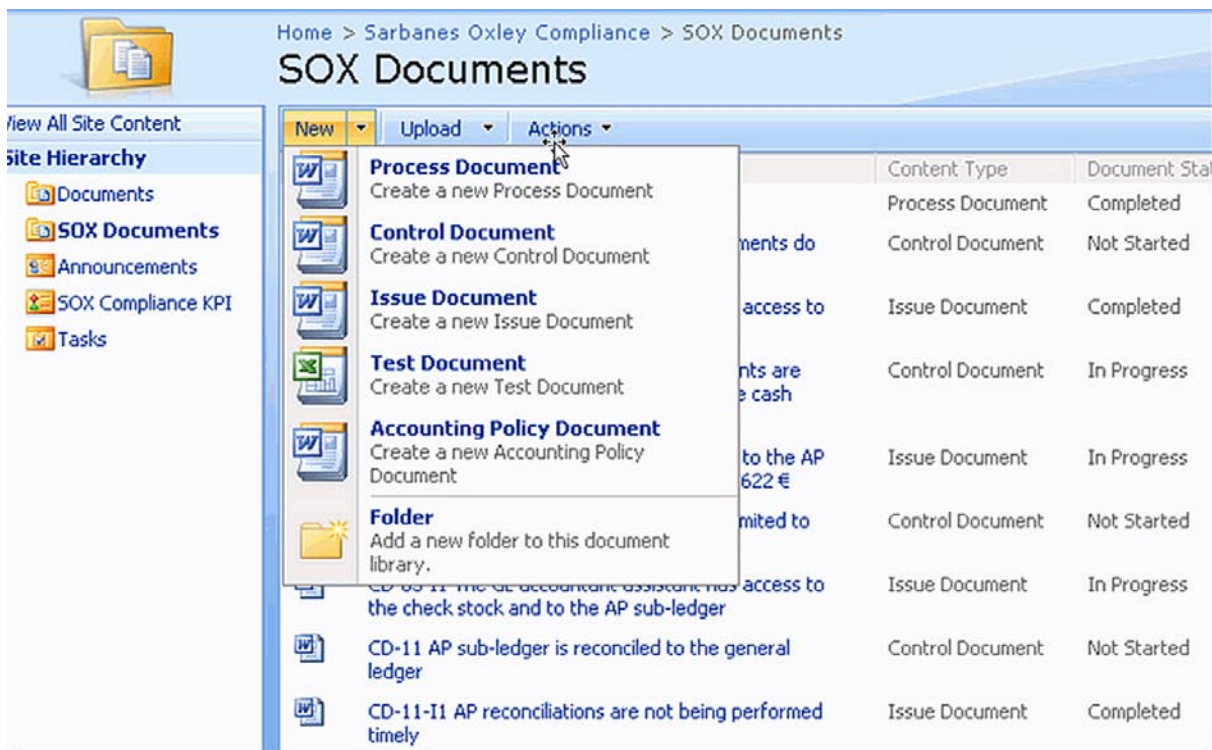 Home > Sarbanes Oxley Compliance > SOX Documents
SOX Documents
View All Site Content
Site Hierarchy
Documents
SOX Documents
Announcements
SOX Compliance KPI
Tasks
New Upload Actions
Process Document
Create a new Process Document
Control Document
Create a new Control Document
Issue Document
Create a new Issue Document
Test Document
Create a new Test Document
Accounting Policy Document
Create a new Accounting Policy
Document
Folder
Add a new folder to this document
library.
Content Type Document Stat
Process Document Completed
ments do Control Document Not Started
access to Issue Document Completed
nts are Control Document In Progress
e cash
to the AP Issue Document In Progress
622 €
mited to Control Document Not Started
access to Issue Document In Progress
the check stock and to the AP sub-ledger
CD-11 AP sub-ledger is reconciled to the general Control Document Not Started
ledger
CD-11-I1 AP reconciliations are not being performed Issue Document Completed
timely